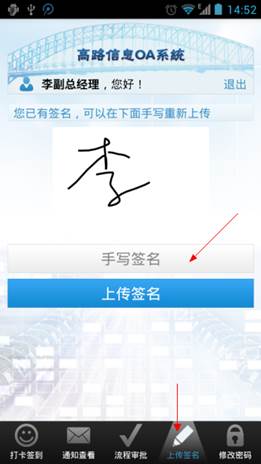 14:52
高路信息OA系統
李副总经理，您好！ 退出
您已有签名，可以在下面手写重新上传
李
手写签名
上传签名
打卡签到 通知查看 流程审批 上传签名 修改密码